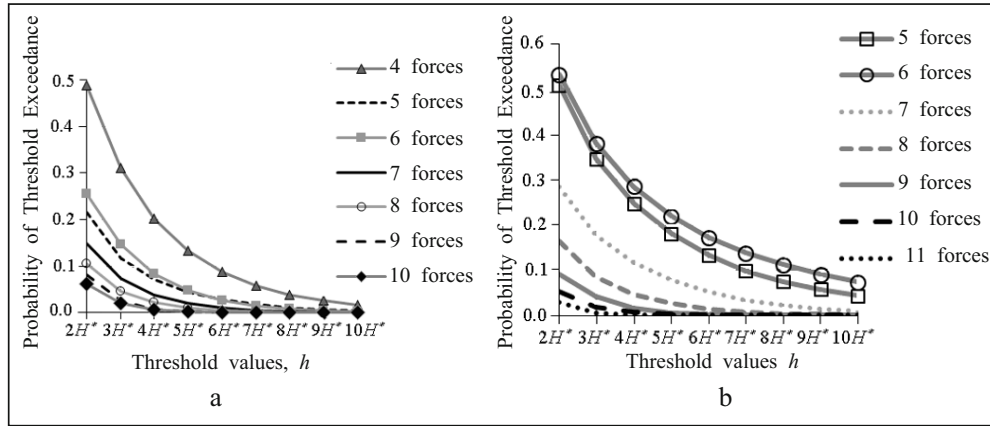 Probability of Threshold Exceedance
0.5
0.4
0.3
0.2
0.1
0.0
2H* 3H* 4H* 5H* 6H* 7H* 8H* 9H* 10H*
Threshold values, h
4 forces
5 forces
6 forces
7 forces
8 forces
9 forces
10 forces
a
Probability of Threshold Exceedance
0.6
0.5
0.4
0.3
0.2
0.1
0.0
2H* 3H* 4H* 5H* 6H* 7H* 8H* 9H* 10H*
Threshold values h
5 forces
6 forces
7 forces
8 forces
9 forces
10 forces
11 forces
b